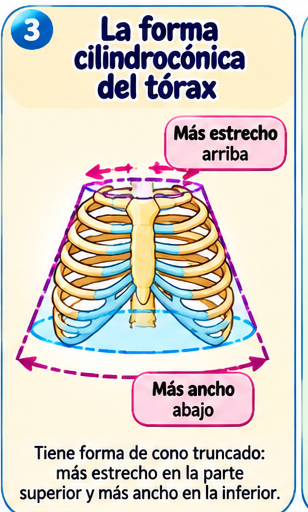 3
La forma
cilindrocónica
del tórax
Más estrecho
arriba
Más ancho
abajo
Tiene forma de cono truncado:
más estrecho en la parte
superior y más ancho en la inferior.